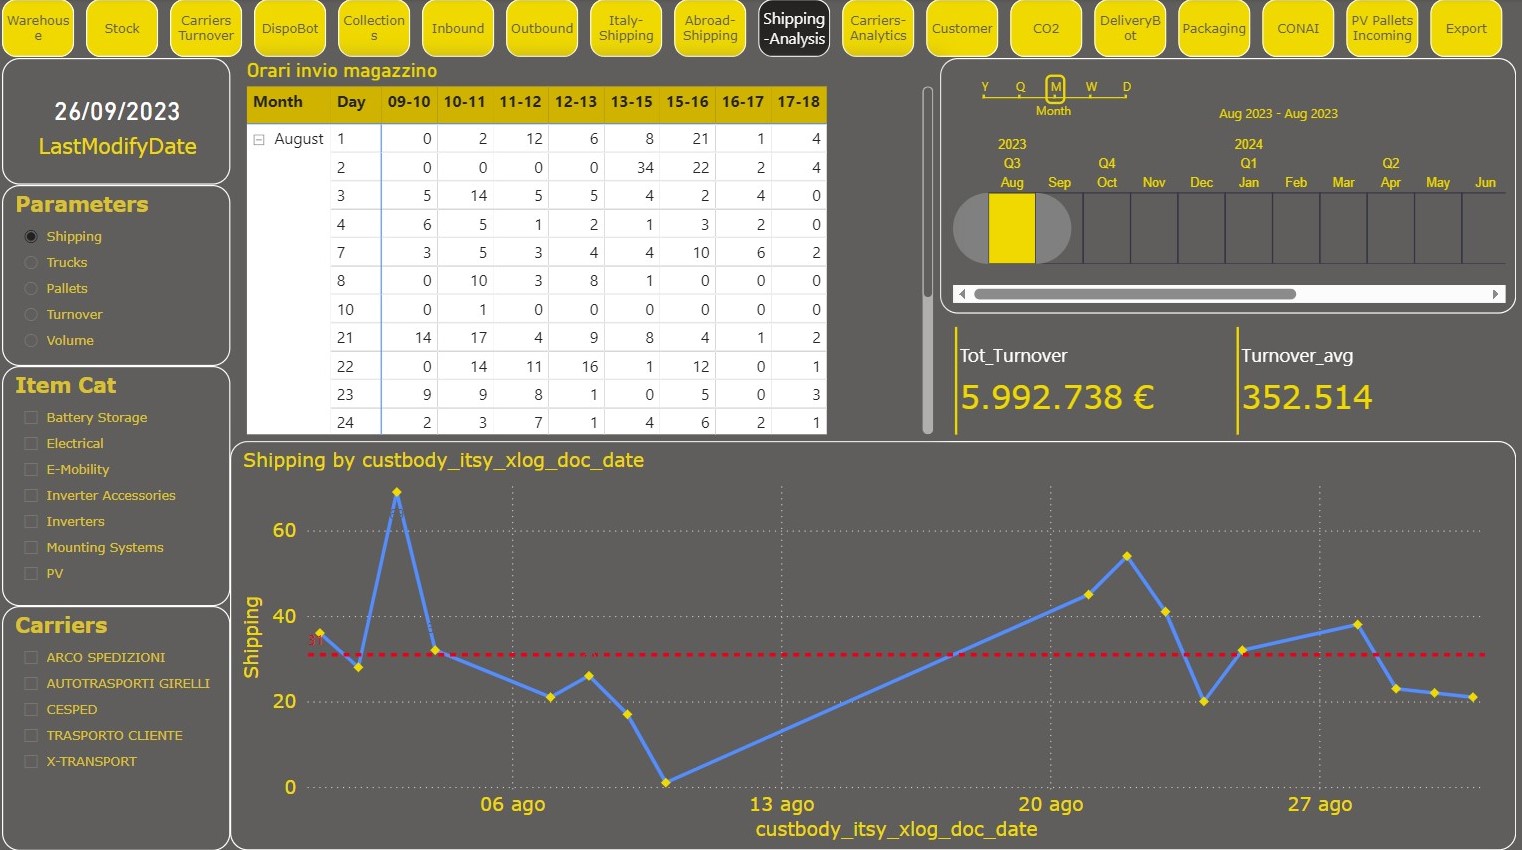 Warehous
e
Stock
Carriers
Turnover
DispoBot
Collection
s
Inbound
Outbound
Italy-
Shipping
Abroad-
Shipping
Shipping
-Analysis
Carriers-
Analytics
Customer
CO2
DeliveryB
ot
Packaging
CONAI
PV Pallets
Incoming
Export
26/09/2023
LastModifyDate
Parameters
Shipping
Trucks
Pallets
Turnover
Volume
Item Cat
Battery Storage
Electrical
E-Mobility
Inverter Accessories
Inverters
Mounting Systems
PV
Carriers
ARCO SPEDIZIONI
AUTOTRASPORTI GIRELLI
CESPED
TRASPORTO CLIENTE
X-TRANSPORT
Orari invio magazzino
Month Day 09-10 10-11 11-12 12-13 13-15 15-16 16-17 17-18
August 1 0 2 12 6 8 21 1 4
2 0 0 0 0 34 22 2 4
3 5 14 5 5 4 2 4 0
4 6 5 1 2 1 3 2 0
7 3 5 3 4 4 10 6 2
8 0 10 3 8 1 0 0 0
10 0 1 0 0 0 0 0 0
21 14 17 4 9 8 4 1 2
22 0 14 11 16 1 12 0 1
23 9 9 8 1 0 5 0 3
24 2 3 7 1 4 6 2 1
Y Q M W D
Month
Aug 2023 - Aug 2023
2023 2024
Q3 Q4 Q1 Q2
Aug Sep Oct Nov Dec Jan Feb Mar Apr May Jun
Tot_Turnover
5.992.738 €
Turnover_avg
352.514
Shipping by custbody_itsy_xlog_doc_date
Shipping
60
40
31
20
0
06 ago 13 ago 20 ago 27 ago
custbody_itsy_xlog_doc_date